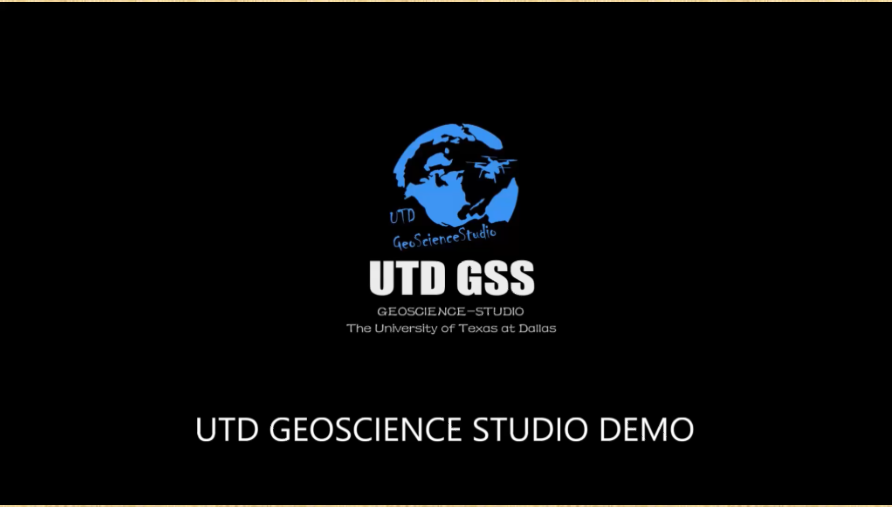 UTD
GeoScienceStudio
UTD GSS
GEOSCIENCE-STUDIO
The University of Texas at Dallas
UTD GEOSCIENCE STUDIO DEMO